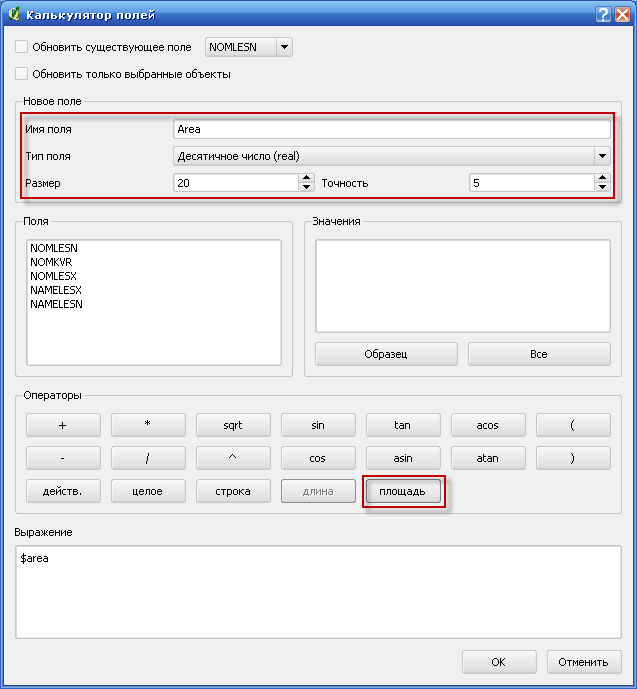 Калькулятор полей
Обновить существующее поле NOMLESN
Обновить только выбранные объекты
Новое поле
Имя поля Area
Тип поля Десятичное число (real)
Размер 20 Точность 5
Поля
NOMLESN
NOMKVR
NOMLESX
NAMELESX
NAMELESN
Значения
Образец Все
Операторы
+ * sqrt sin tan acos (
- / ^ cos asin atan )
действ. целое строка длина площадь
Выражение
$area
OK Отменить